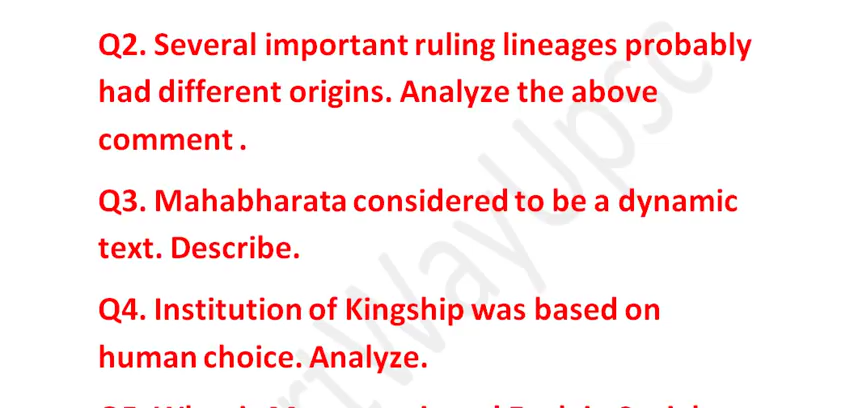 Q2. Several important ruling lineages probably
had different origins. Analyze the above
comment .
Q3. Mahabharata considered to be a dynamic
text. Describe.
Q4. Institution of Kingship was based on
human choice. Analyze.